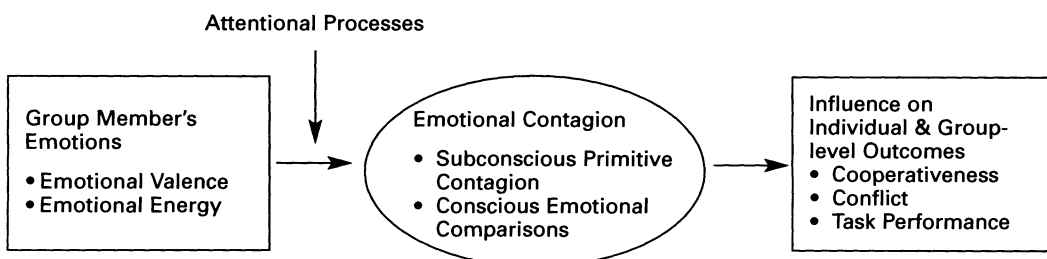 Attentional Processes
Group Member's
Emotions
• Emotional Valence
• Emotional Energy
Emotional Contagion
• Subconscious Primitive
Contagion
• Conscious Emotional
Comparisons
Influence on
Individual & Group-
level Outcomes
• Cooperativeness
• Conflict
• Task Performance